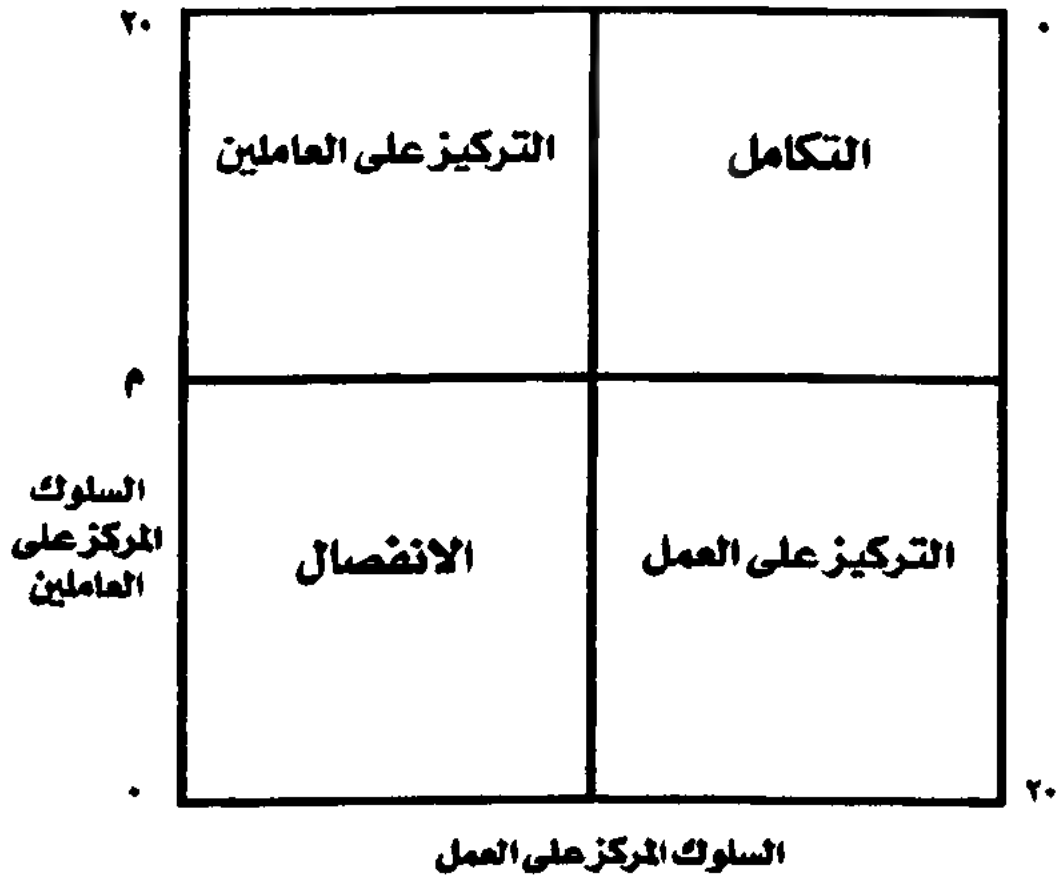 ٢٠
٠
التركيز على العاملين
التكامل
م
السلوك
المركز على
العاملين
الانفصال
التركيز على العمل
٠
٢٠
السلوك المركز على العمل